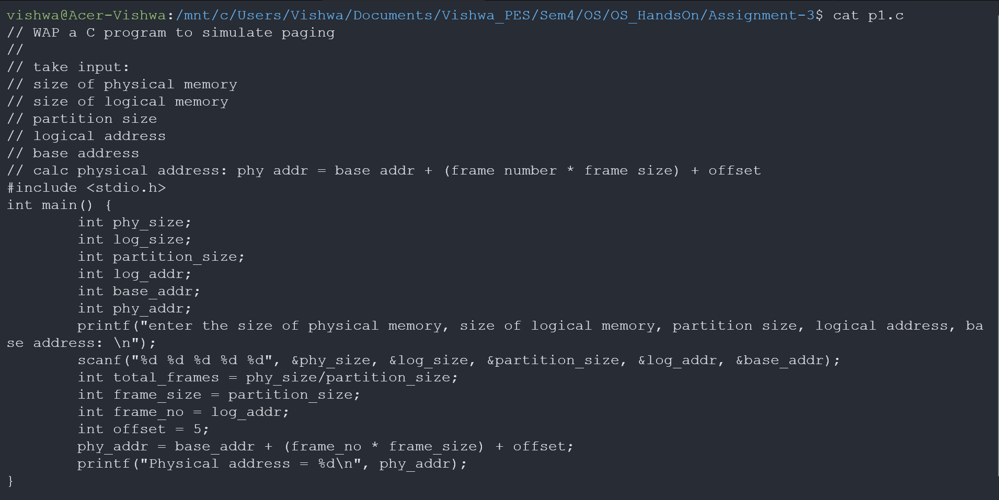 vishwa@Acer-Vishwa:/mnt/c/Users/Vishwa/Documents/Vishwa_PES/Sem4/OS/OS_HandsOn/Assignment-3$ cat p1.c
// WAP a C program to simulate paging
//
// take input:
// size of physical memory
// size of logical memory
// partition size
// logical address
// base address
// calc physical address: phy addr = base addr + (frame number * frame size) + offset
#include <stdio.h>
int main() {
        int phy_size;
        int log_size;
        int partition_size;
        int log_addr;
        int base_addr;
        int phy_addr;
        printf("enter the size of physical memory, size of logical memory, partition size, logical address, ba
se address: \n");
        scanf("%d %d %d %d %d", &phy_size, &log_size, &partition_size, &log_addr, &base_addr);
        int total_frames = phy_size/partition_size;
        int frame_size = partition_size;
        int frame_no = log_addr;
        int offset = 5;
        phy_addr = base_addr + (frame_no * frame_size) + offset;
        printf("Physical address = %d\n", phy_addr);
}